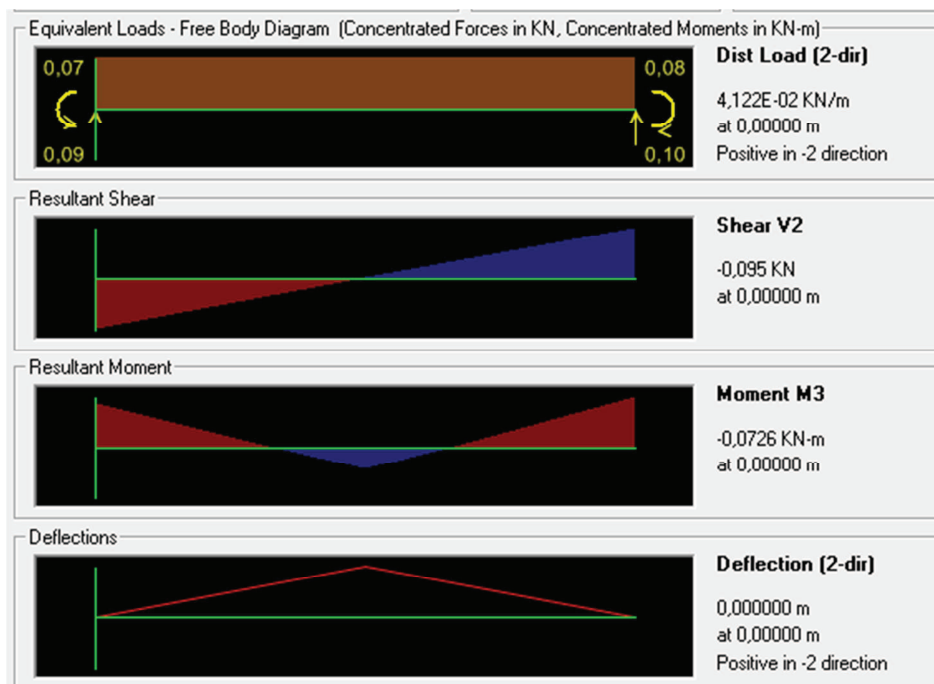 Equivalent Loads - Free Body Diagram (Concentrated Forces in KN, Concentrated Moments in KN-m)
0,07
0,08
0,09
0,10
Dist Load (2-dir)
4,122E-02 KN/m
at 0,00000 m
Positive in -2 direction
Resultant Shear
Shear V2
-0,095 KN
at 0,00000 m
Resultant Moment
Moment M3
-0,0726 KN-m
at 0,00000 m
Deflections
Deflection (2-dir)
0,000000 m
at 0,00000 m
Positive in -2 direction